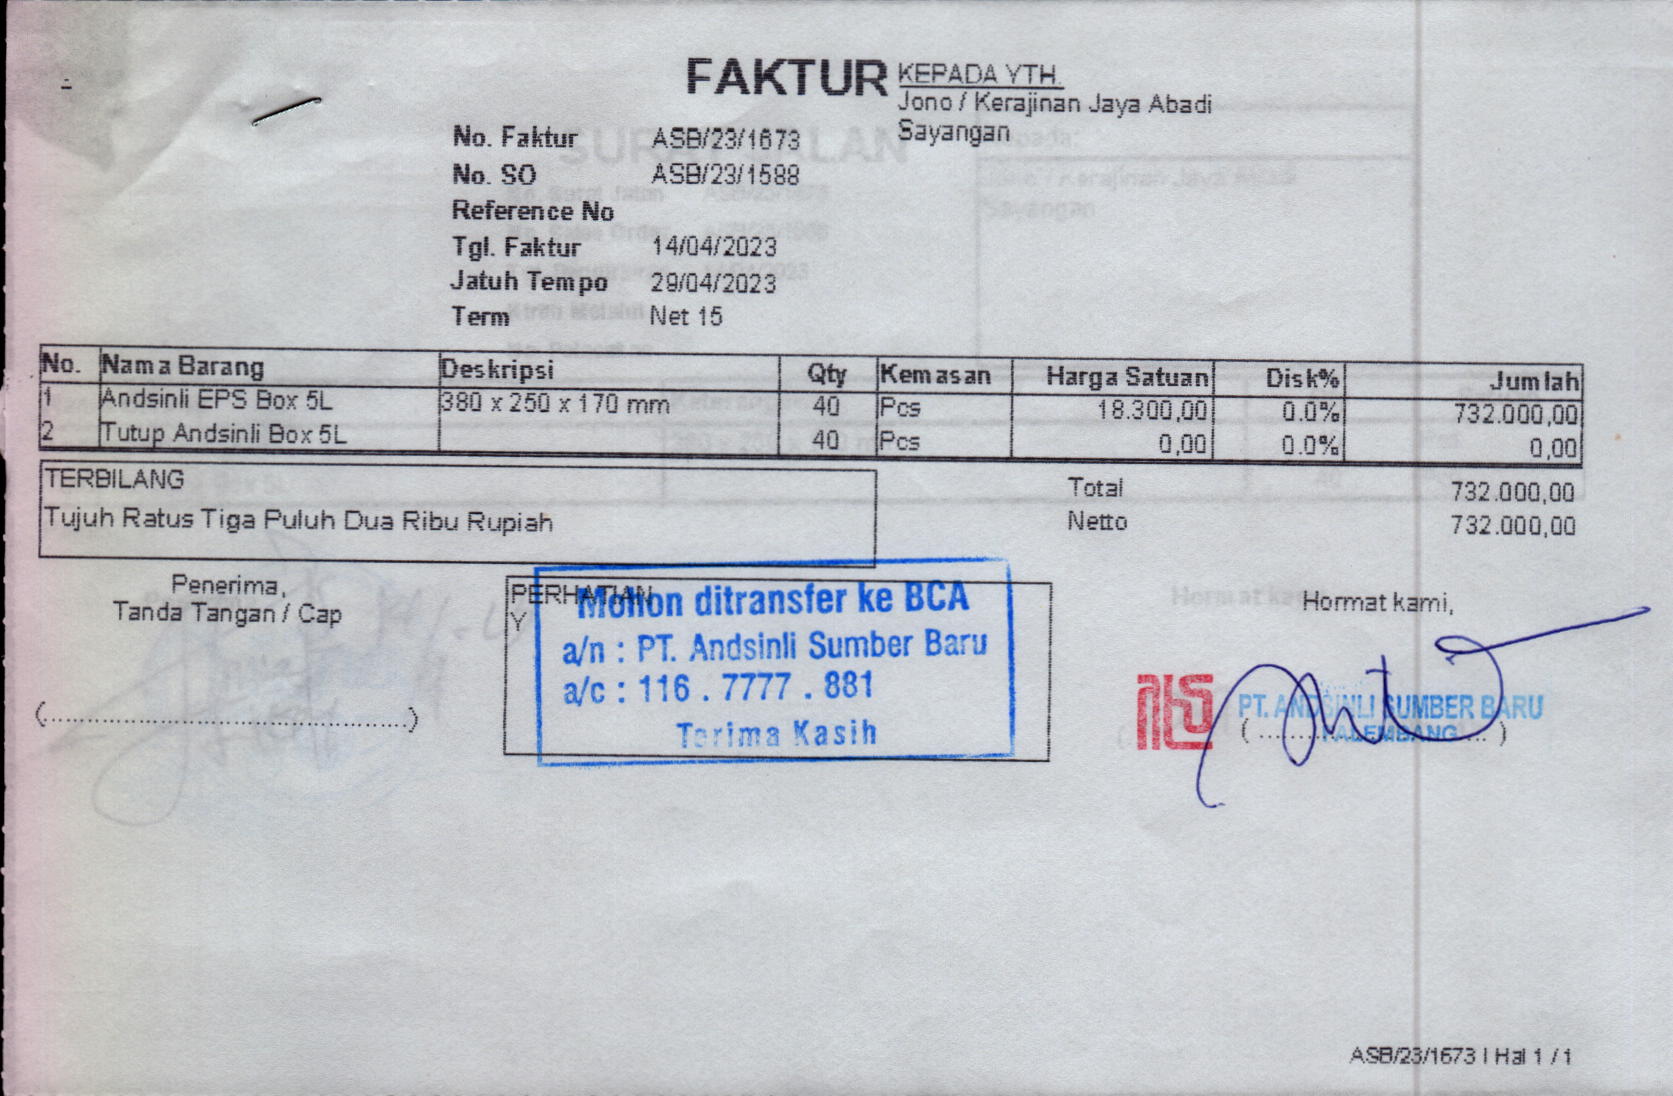 FAKTUR
KEPADA YTH.
Jono / Kerajinan Jaya Abadi
Sayangan
No. Faktur ASB/23/1673
No. SO ASB/23/1588
Reference No
Tgl. Faktur 14/04/2023
Jatuh Tempo 29/04/2023
Term Net 15
No. Nama Barang Deskripsi Qty Kemasan Harga Satuan Disk% Jumlah
1 Andsinli EPS Box 5L 380 x 250 x 170 mm 40 Pcs 18.300,00 0.0% 732.000,00
2 Tutup Andsinli Box 5L 40 Pcs 0,00 0.0% 0,00
TERBILANG
Tujuh Ratus Tiga Puluh Dua Ribu Rupiah
Total 732.000,00
Netto 732.000,00
Penerima,
Tanda Tangan / Cap
(..........)
PERHATIAN
Y
Mohon ditransfer ke BCA
a/n : PT. Andsinli Sumber Baru
a/c : 116 . 7777 . 881
Terima Kasih
Hormat kami,
PT. ANDSINLI SUMBER BARU
PALEMBANG
ASB/23/1673 | Hal 1 / 1